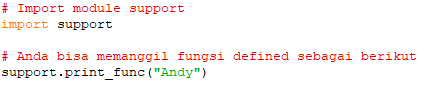 # Import module support
import support
# Anda bisa memanggil fungsi defined sebagai berikut
support.print_func("Andy")